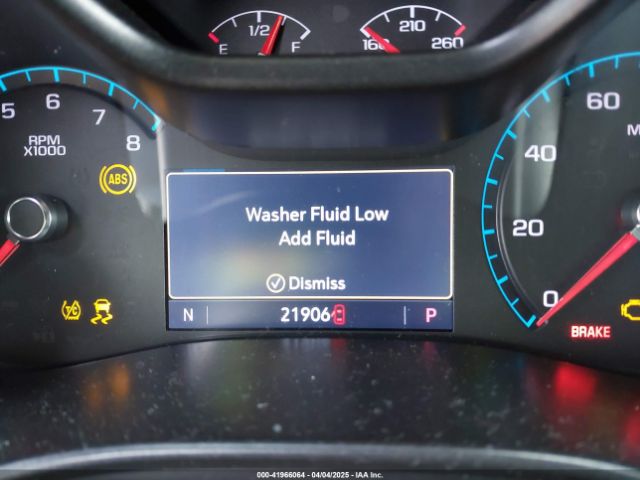 E 1/2 F
160 210 260
5 6 7 8
RPM
X1000
ABS
60
40
20
0
Washer Fluid Low
Add Fluid
Dismiss
N 21906 P
BRAKE
000-41966064 - 04/04/2025 - IAA Inc.